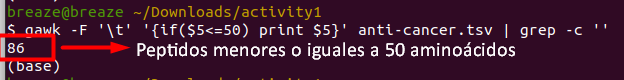 breaze@breaze ~/Downloads/activity1
$ gawk -F '\t' '{if($5<=50) print $5}' anti-cancer.tsv | grep -c ''
86 Peptidos menores o iguales a 50 aminoácidos
(base)